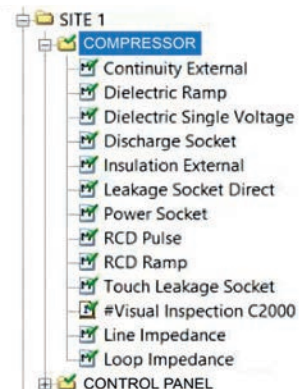 SITE 1
COMPRESSOR
Continuity External
Dielectric Ramp
Dielectric Single Voltage
Discharge Socket
Insulation External
Leakage Socket Direct
Power Socket
RCD Pulse
RCD Ramp
Touch Leakage Socket
#Visual Inspection C2000
Line Impedance
Loop Impedance
CONTROL PANEL